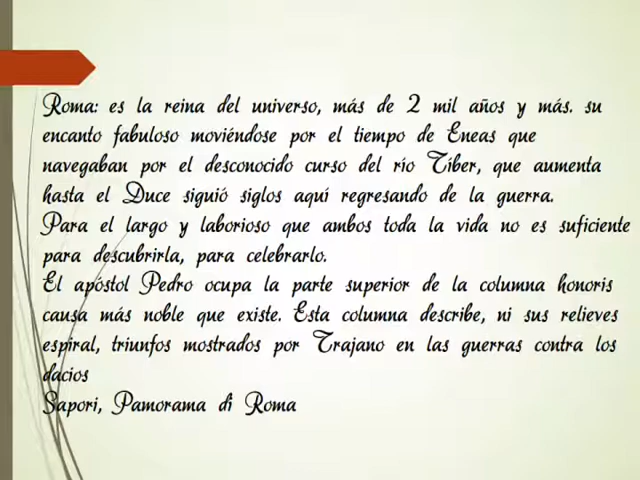 Roma: es la reina del universo, más de 2 mil años y más. su
encanto fabuloso moviéndose por el tiempo de Eneas que
navegaban por el desconocido curso del río Tíber, que aumenta
hasta el Duce siguió siglos aquí regresando de la guerra.
Para el largo y laborioso que ambos toda la vida no es suficiente
para descubrirla, para celebrarlo.
El apóstol Pedro ocupa la parte superior de la columna honoris
causa más noble que existe. Esta columna describe, ni sus relieves
espiral, triunfos mostrados por Trajano en las guerras contra los
dacios
Sapori, Pamorama di Roma